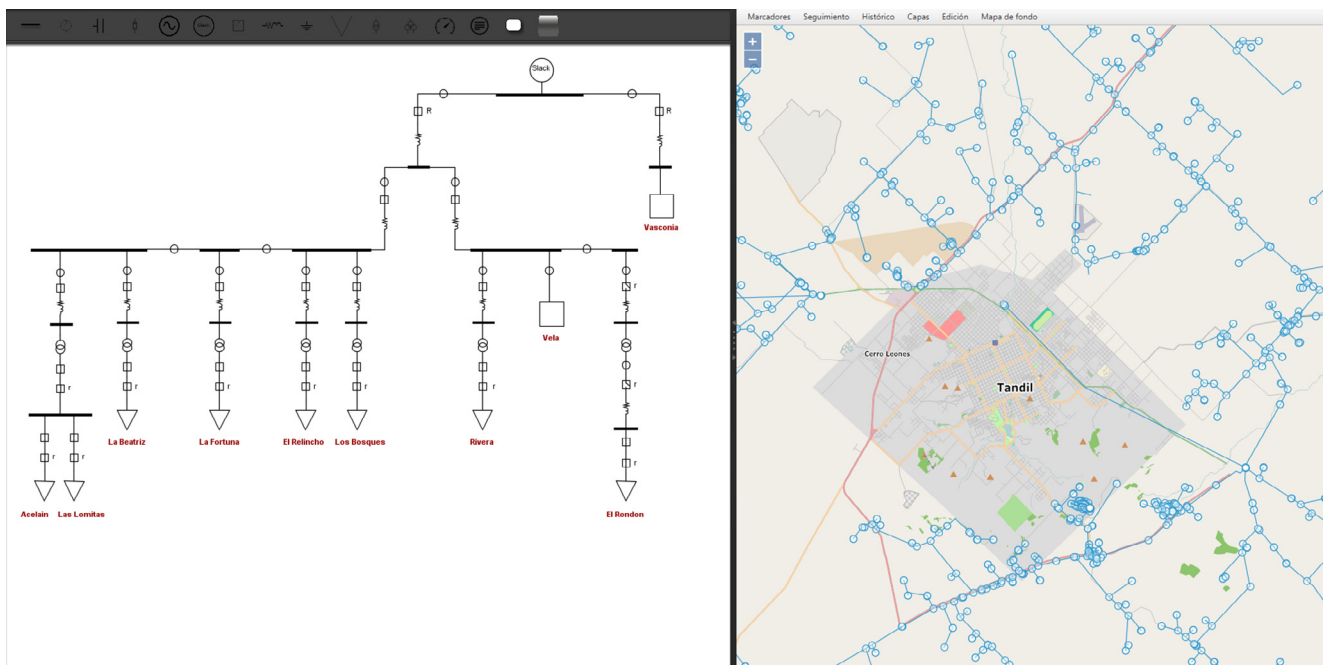 Slack
Marcadores Seguimiento Histórico Capas Edición Mapa de fondo
+
−
Slack
R
R
Vasconia
r
Vela
r
r
r
r
r
r
r
r
La Beatriz
La Fortuna
El Relincho
Los Bosques
Rivera
r
r
Acelain
Las Lomitas
El Rondon
Cerro Leones
Tandil